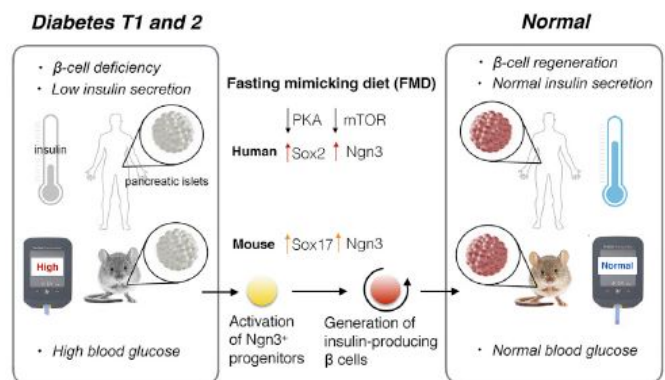 Diabetes T1 and 2
• β-cell deficiency
• Low insulin secretion
insulin
pancreatic islets
High
• High blood glucose
Fasting mimicking diet (FMD)
↓PKA ↓mTOR
Human ↑Sox2 ↑Ngn3
Mouse ↑Sox17 ↑Ngn3
Activation
of Ngn3⁺
progenitors
Generation of
insulin-producing
β cells
Normal
• β-cell regeneration
• Normal insulin secretion
Normal
• Normal blood glucose